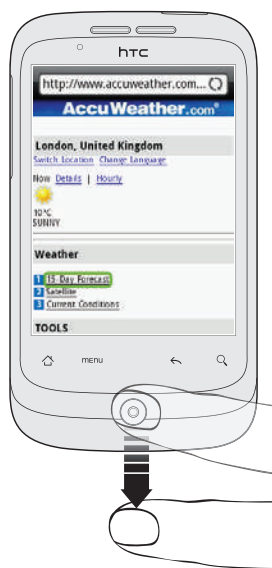 hTC
http://www.accuweather.com...
AccuWeather.com®
London, United Kingdom
Switch Location Change Language
Now Details | Hourly
10°C
SUNNY
Weather
1 15 Day Forecast
2 Satellite
3 Current Conditions
TOOLS
MENU